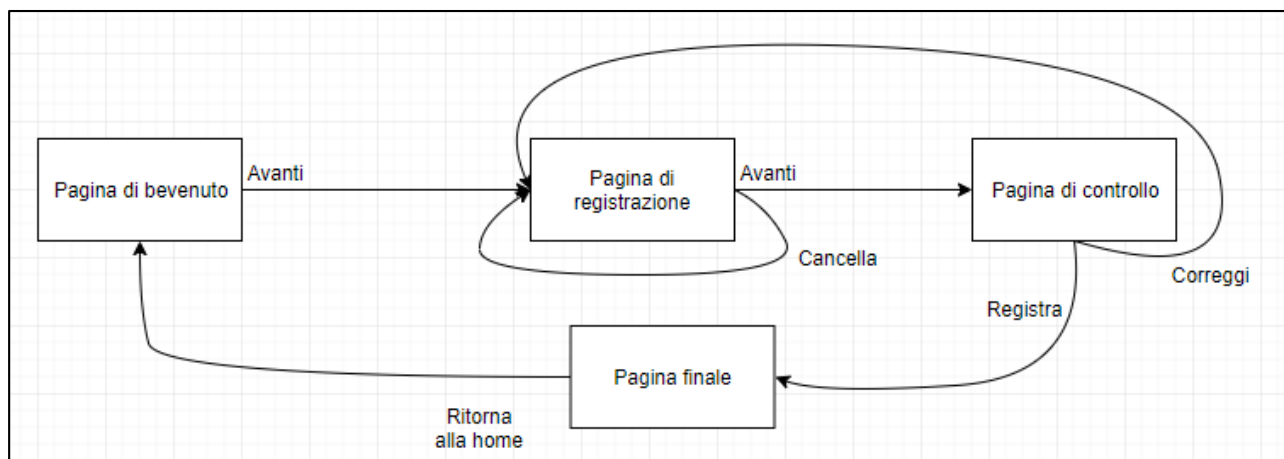 Pagina di bevenuto
Avanti
Pagina di
registrazione
Avanti
Pagina di controllo
Cancella
Correggi
Registra
Pagina finale
Ritorna
alla home